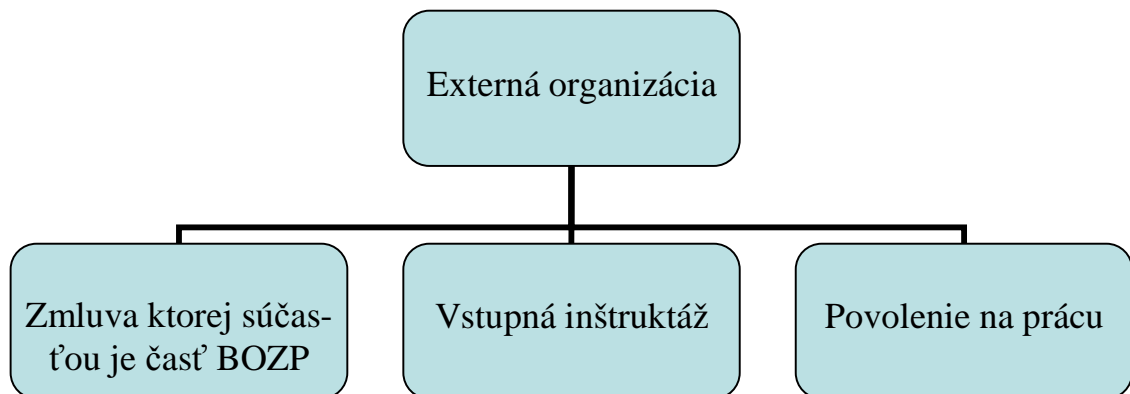 Externá organizácia
Zmluva ktorej súčas-
ťou je časť BOZP
Vstupná inštruktáž
Povolenie na prácu